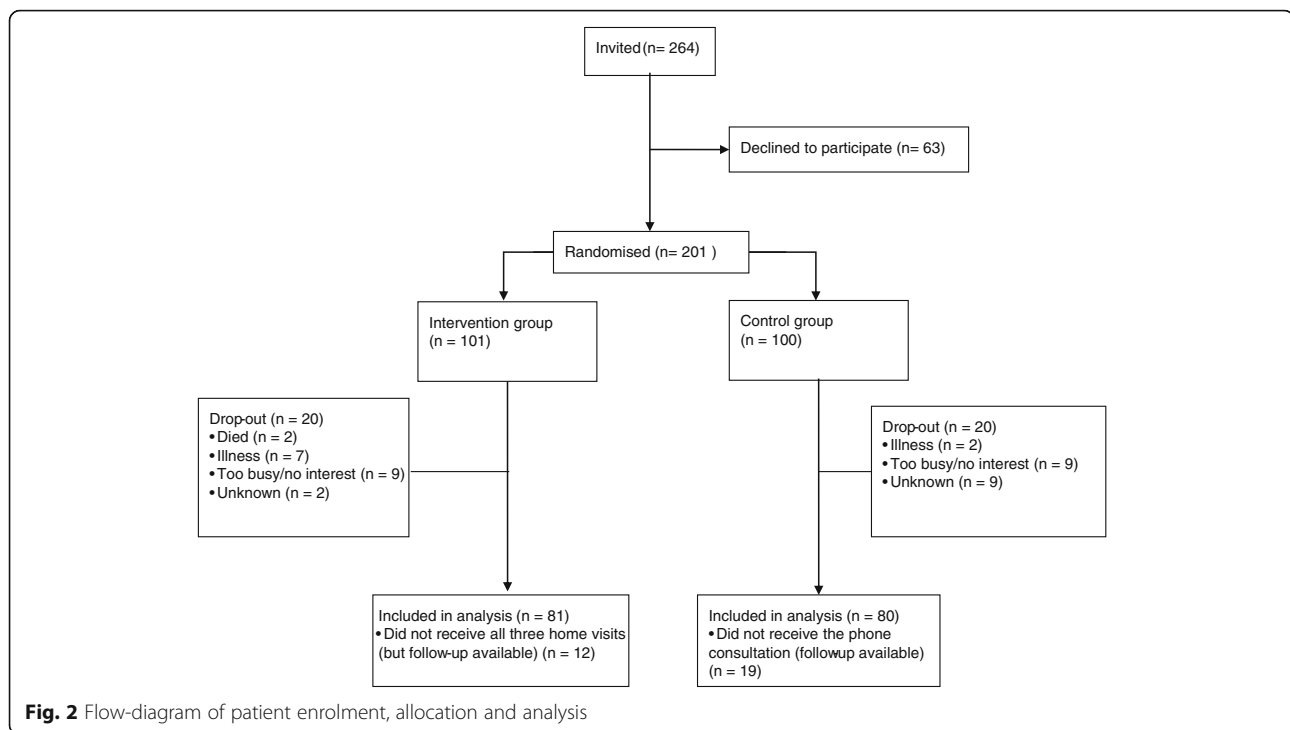 Invited (n= 264)
Declined to participate (n= 63)
Randomised (n= 201 )
Intervention group
(n = 101)
Control group
(n = 100)
Drop-out (n = 20)
• Died (n = 2)
• Illness (n = 7)
• Too busy/no interest (n = 9)
• Unknown (n = 2)
Drop-out (n = 20)
• Illness (n = 2)
• Too busy/no interest (n = 9)
• Unknown (n = 9)
Included in analysis (n = 81)
• Did not receive all three home visits
(but follow-up available) (n = 12)
Included in analysis (n = 80)
• Did not receive the phone
consultation (follow-up available)
(n = 19)
Fig. 2 Flow-diagram of patient enrolment, allocation and analysis